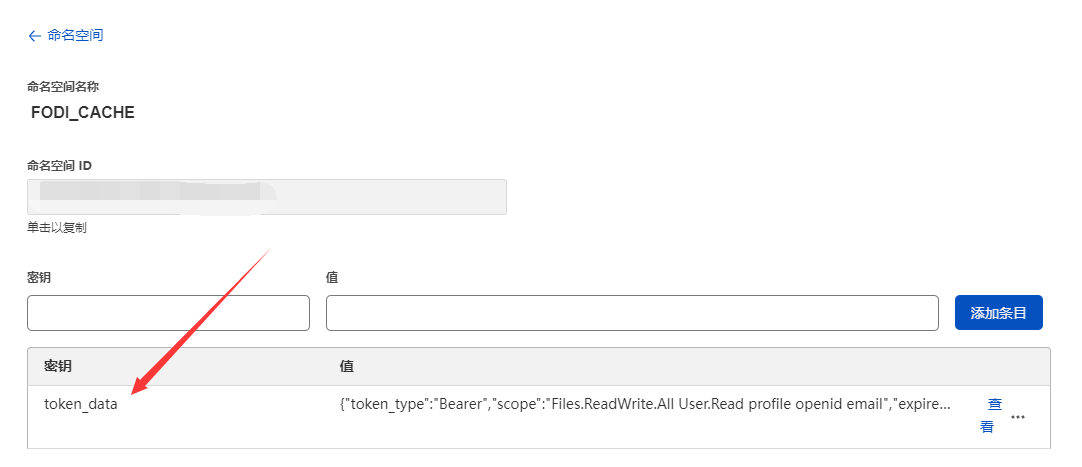 ← 命名空间
命名空间名称
FODI_CACHE
命名空间 ID
单击以复制
密钥 值
添加条目
密钥 值
token_data {"token_type":"Bearer","scope":"Files.ReadWrite.All User.Read profile openid email","expire... 查
看 ...